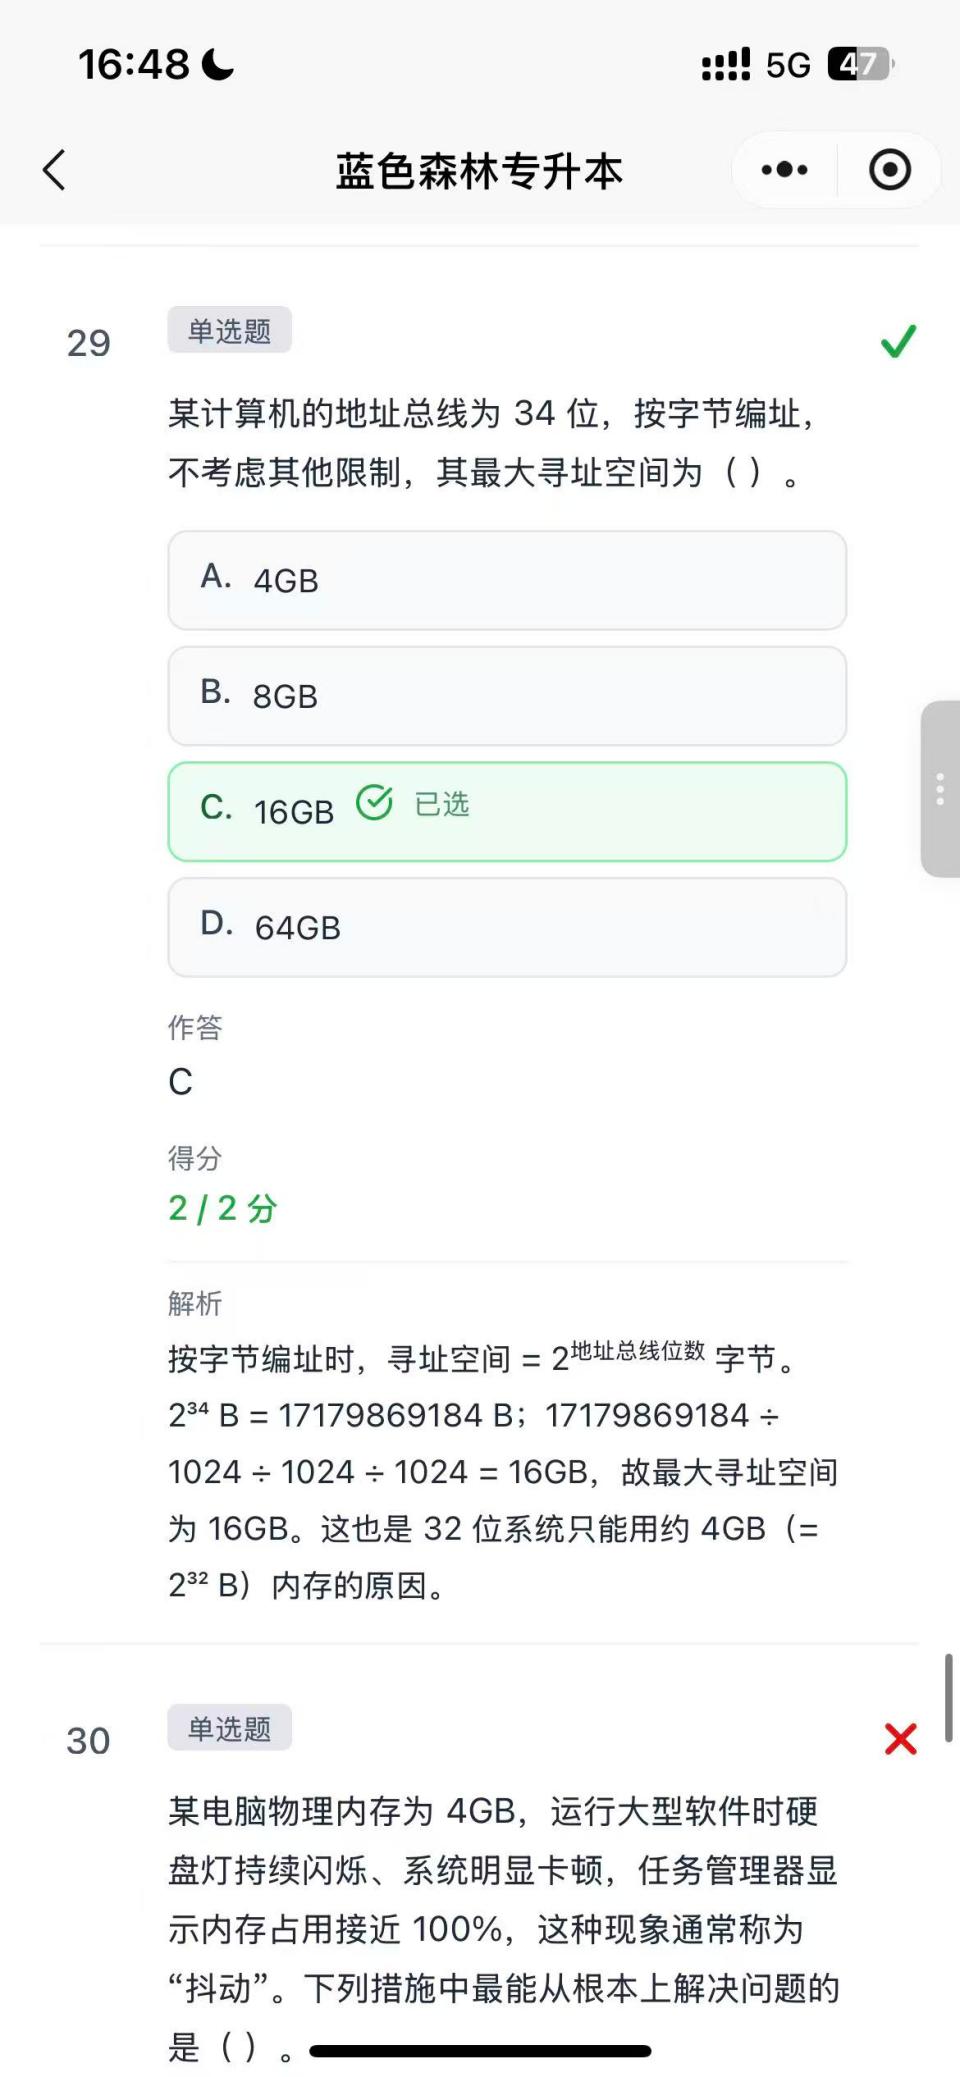 16:48
5G 47
蓝色森林专升本
29
单选题
某计算机的地址总线为 34 位，按字节编址，
不考虑其他限制，其最大寻址空间为（ ）。
A. 4GB
B. 8GB
C. 16GB 已选
D. 64GB
作答
C
得分
2 / 2 分
解析
按字节编址时，寻址空间 = 2^地址总线位数 字节。
2³⁴ B = 17179869184 B；17179869184 ÷
1024 ÷ 1024 ÷ 1024 = 16GB，故最大寻址空间
为 16GB。这也是 32 位系统只能用约 4GB（=
2³² B）内存的原因。
30
单选题
某电脑物理内存为 4GB，运行大型软件时硬
盘灯持续闪烁、系统明显卡顿，任务管理器显
示内存占用接近 100%，这种现象通常称为
“抖动”。下列措施中最能从根本上解决问题的
是（ ）。